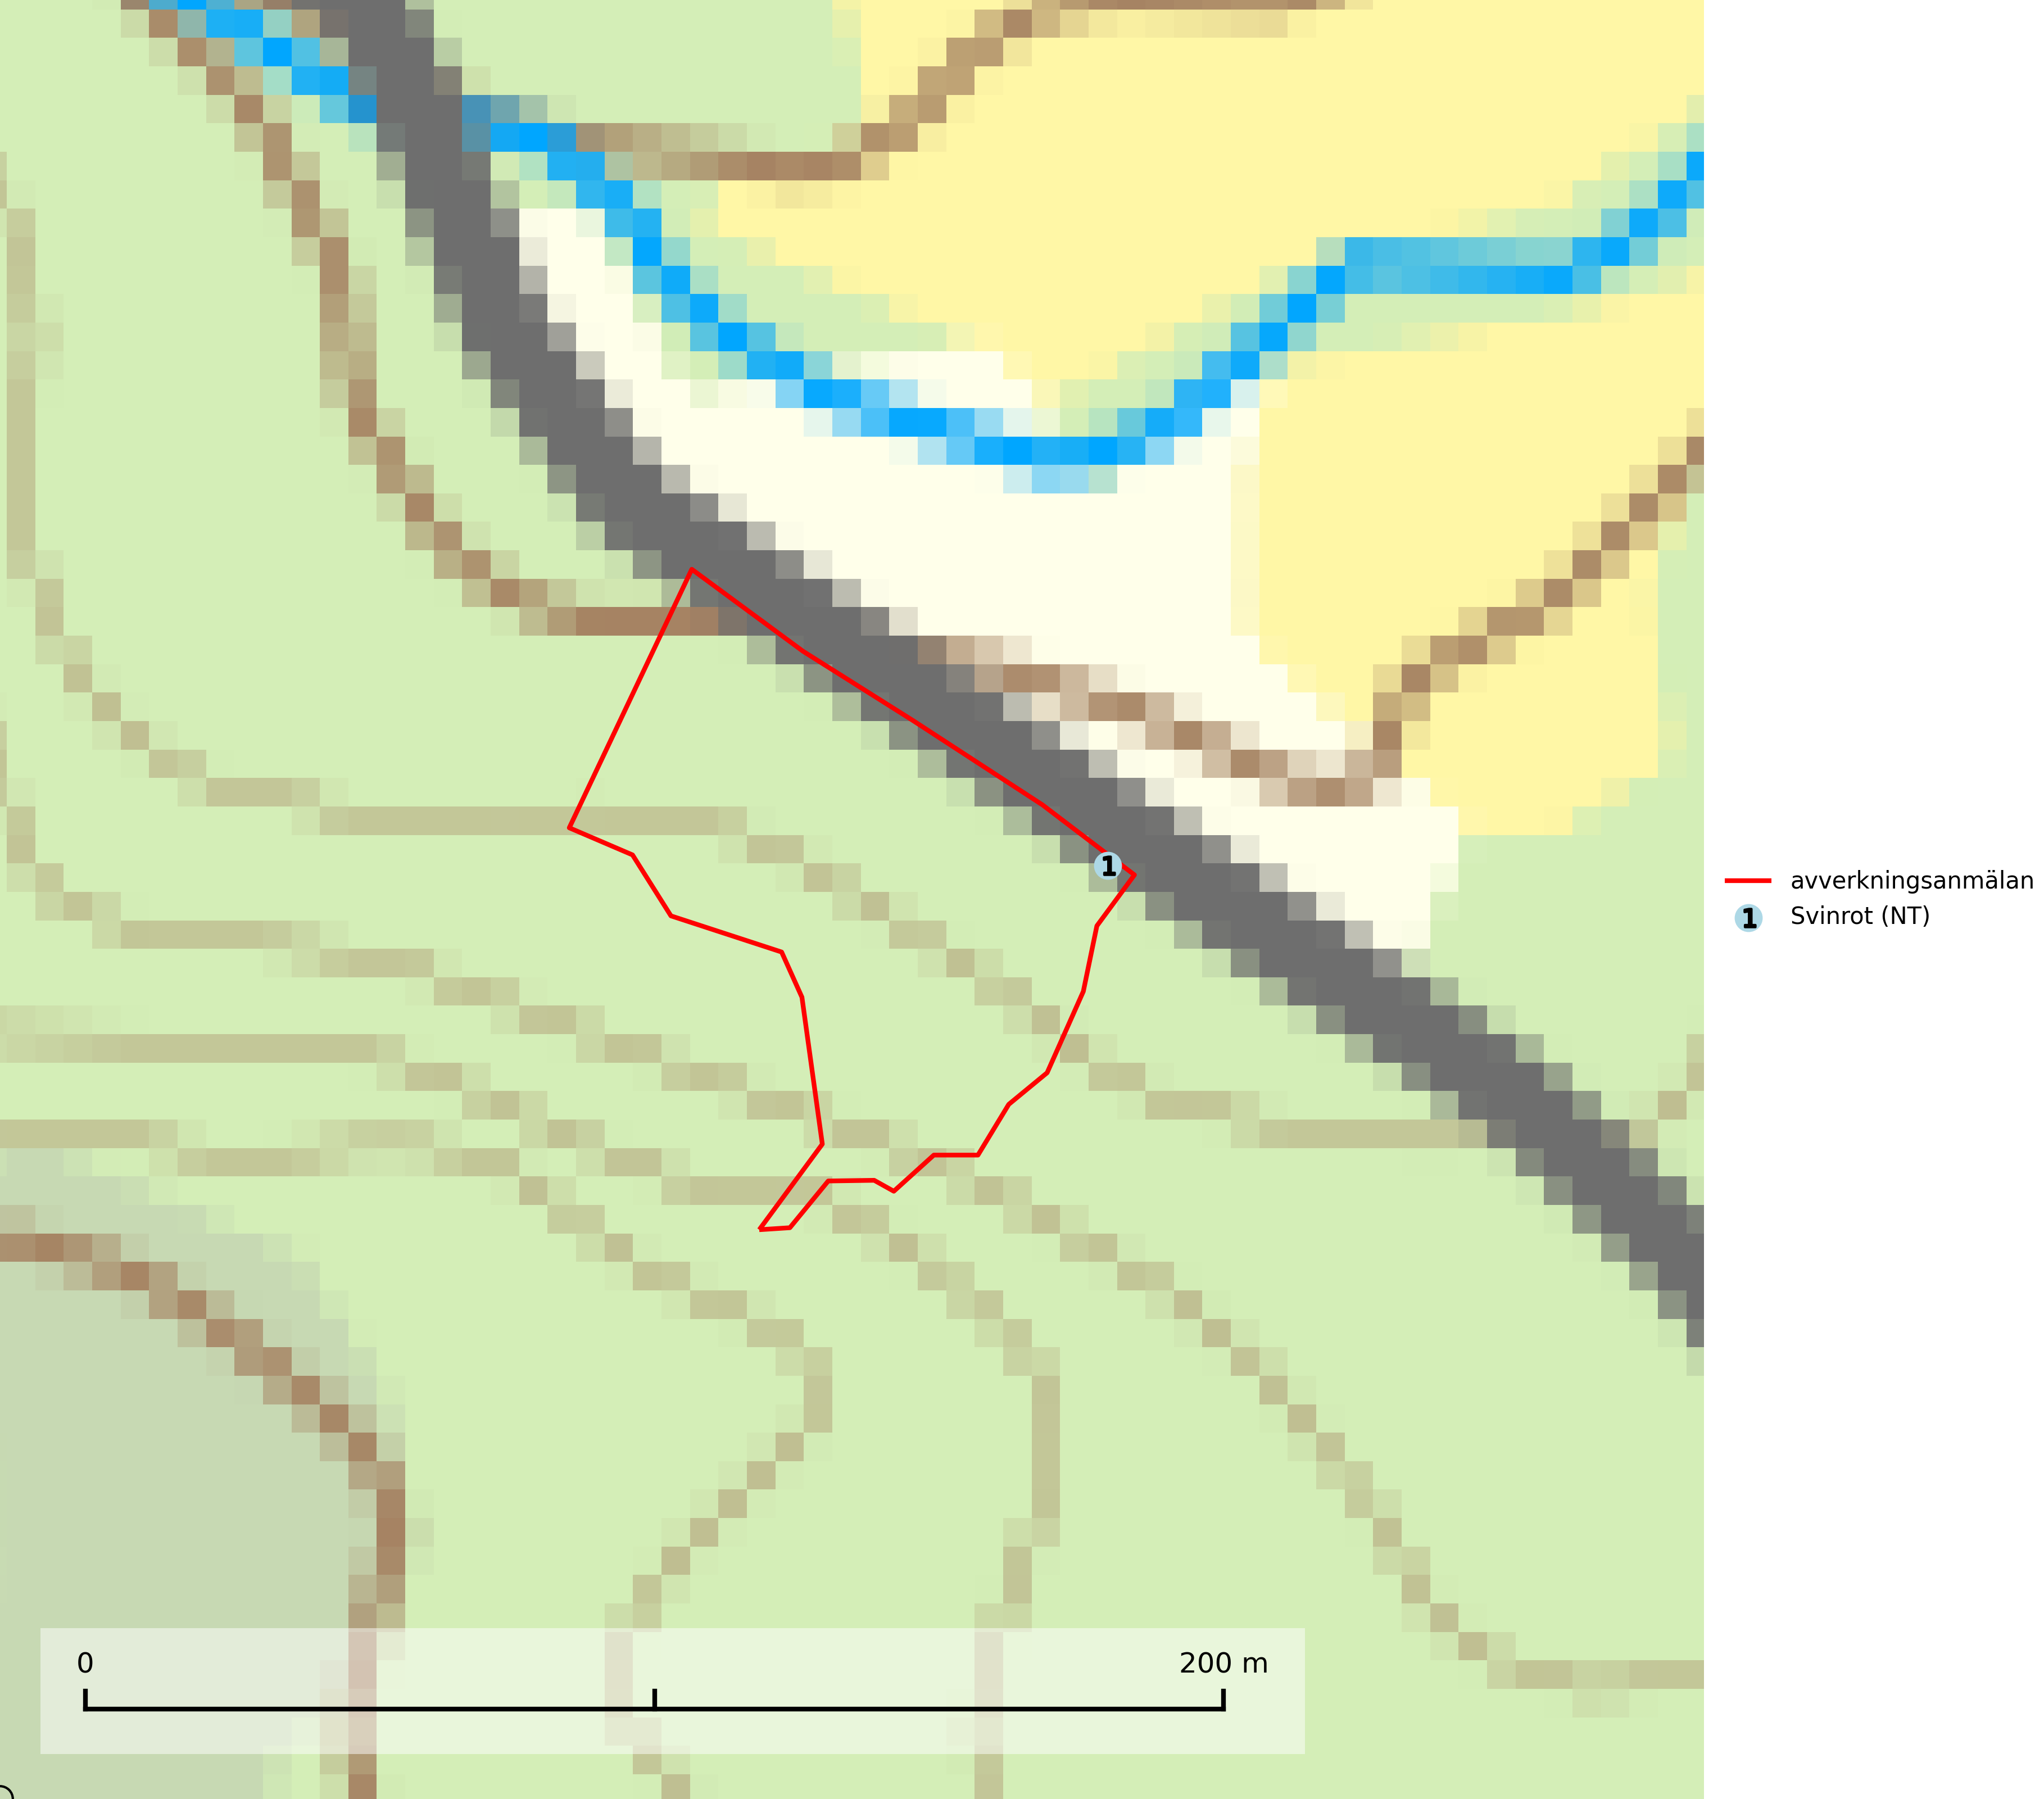 1
avverkningsanmälan
1 Svinrot (NT)
0 200 m